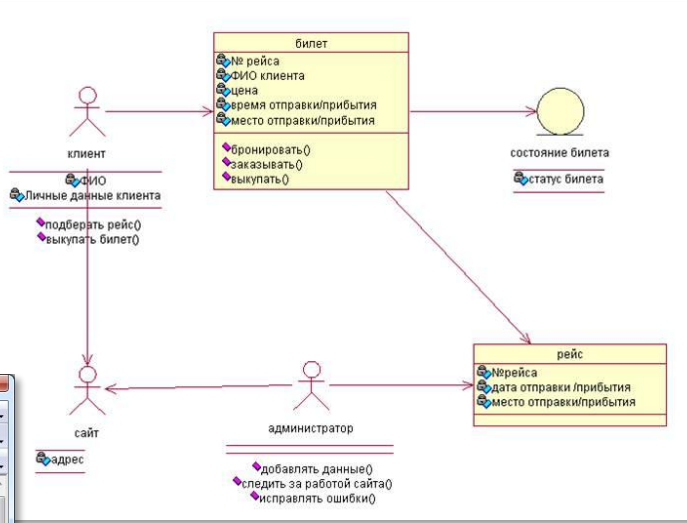 билет
№ рейса
ФИО клиента
цена
время отправки/прибытия
место отправки/прибытия
бронировать()
заказывать()
выкупать()
клиент
ФИО
Личные данные клиента
подберать рейс()
выкупать билет()
состояние билета
статус билета
рейс
№рейса
дата отправки /прибытия
место отправки/прибытия
сайт
адрес
администратор
добавлять данные()
следить за работой сайта()
исправлять ошибки()